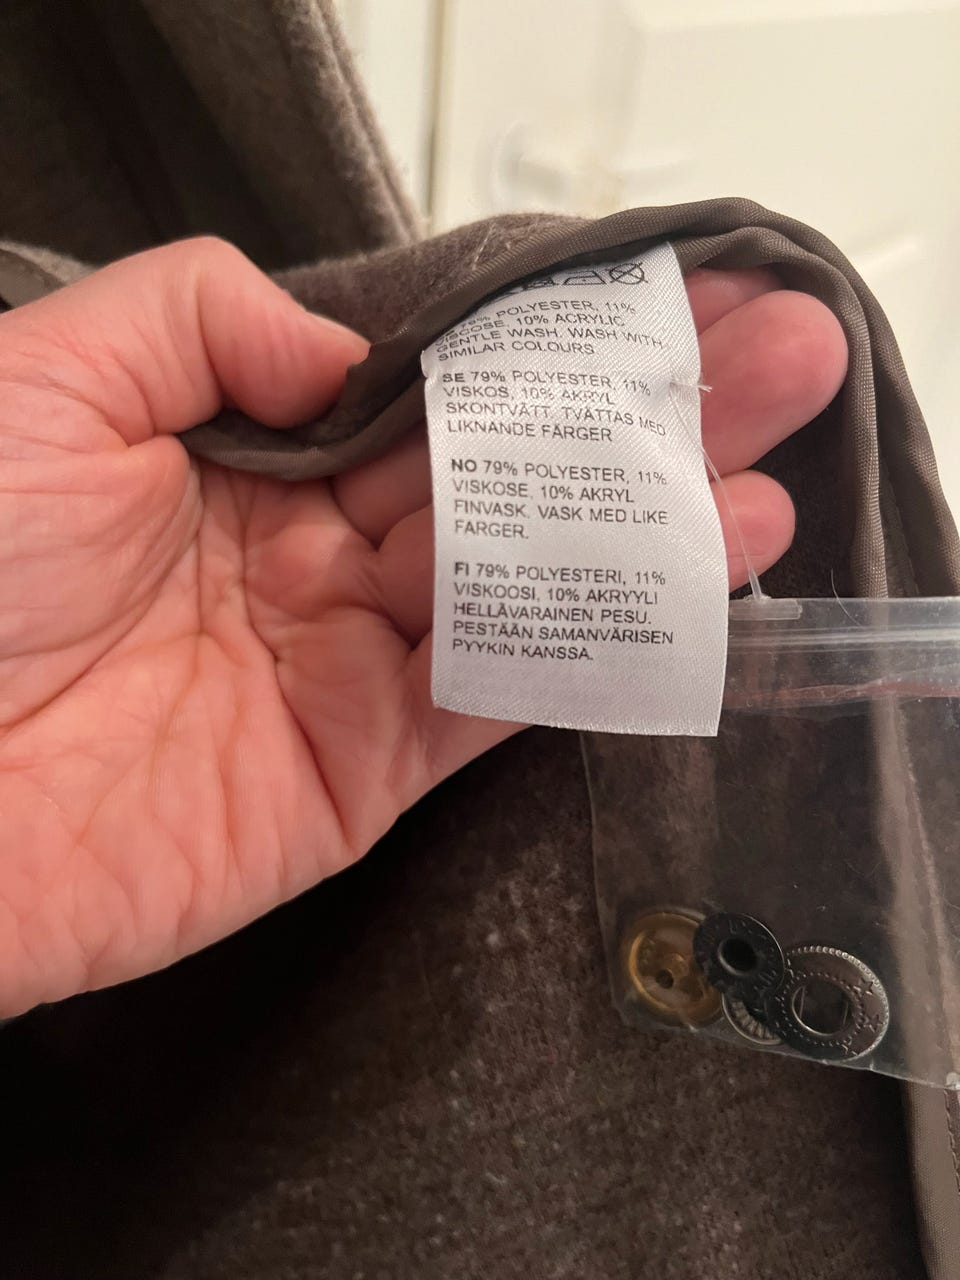 79% POLYESTER, 11%
VISCOSE, 10% ACRYLIC
GENTLE WASH. WASH WITH
SIMILAR COLOURS
SE 79% POLYESTER, 11%
VISKOS, 10% AKRYL
SKONTVÄTT. TVÄTTAS MED
LIKNANDE FÄRGER
NO 79% POLYESTER, 11%
VISKOSE, 10% AKRYL
FINVASK. VASK MED LIKE
FARGER.
FI 79% POLYESTERI, 11%
VISKOOSI, 10% AKRYYLI
HELLÄVARAINEN PESU.
PESTÄÄN SAMANVÄRISEN
PYYKIN KANSSA.